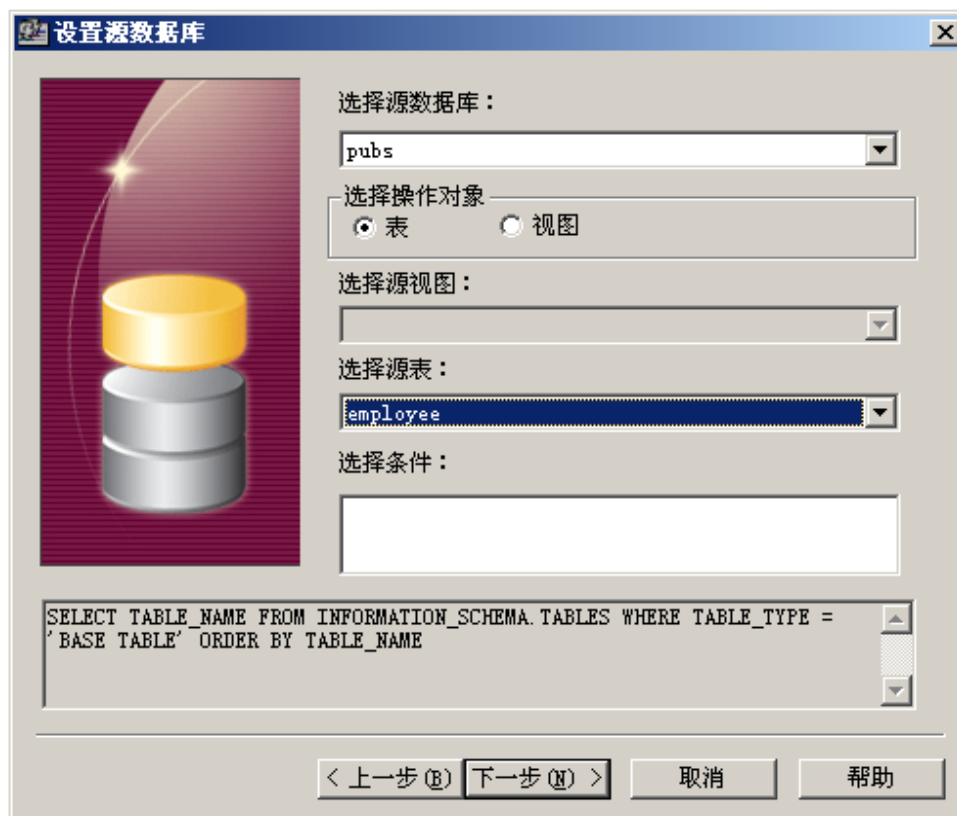 设置源数据库
选择源数据库：
pubs
选择操作对象
表 视图
选择源视图：
选择源表：
employee
选择条件：
SELECT TABLE_NAME FROM INFORMATION_SCHEMA.TABLES WHERE TABLE_TYPE =
'BASE TABLE' ORDER BY TABLE_NAME
< 上一步(B) 下一步(N) > 取消 帮助